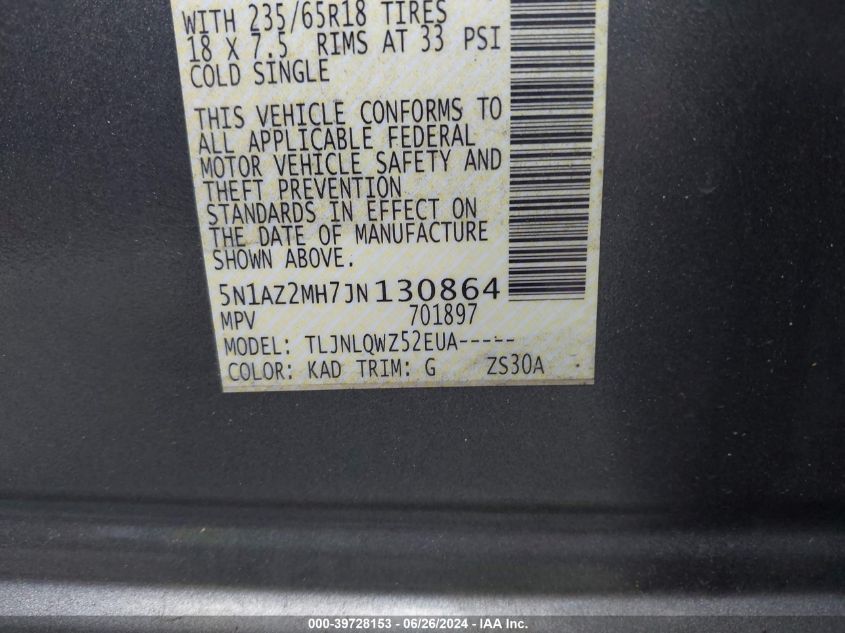 WITH 235/65R18 TIRES
18 X 7.5 RIMS AT 33 PSI
COLD SINGLE
THIS VEHICLE CONFORMS TO
ALL APPLICABLE FEDERAL
MOTOR VEHICLE SAFETY AND
THEFT PREVENTION
STANDARDS IN EFFECT ON
THE DATE OF MANUFACTURE
SHOWN ABOVE.
5N1AZ2MH7JN130864
MPV 701897
MODEL: TLJNLQWZ52EUA-----
COLOR: KAD TRIM: G ZS30A
000-39728153 - 06/26/2024 - IAA Inc.